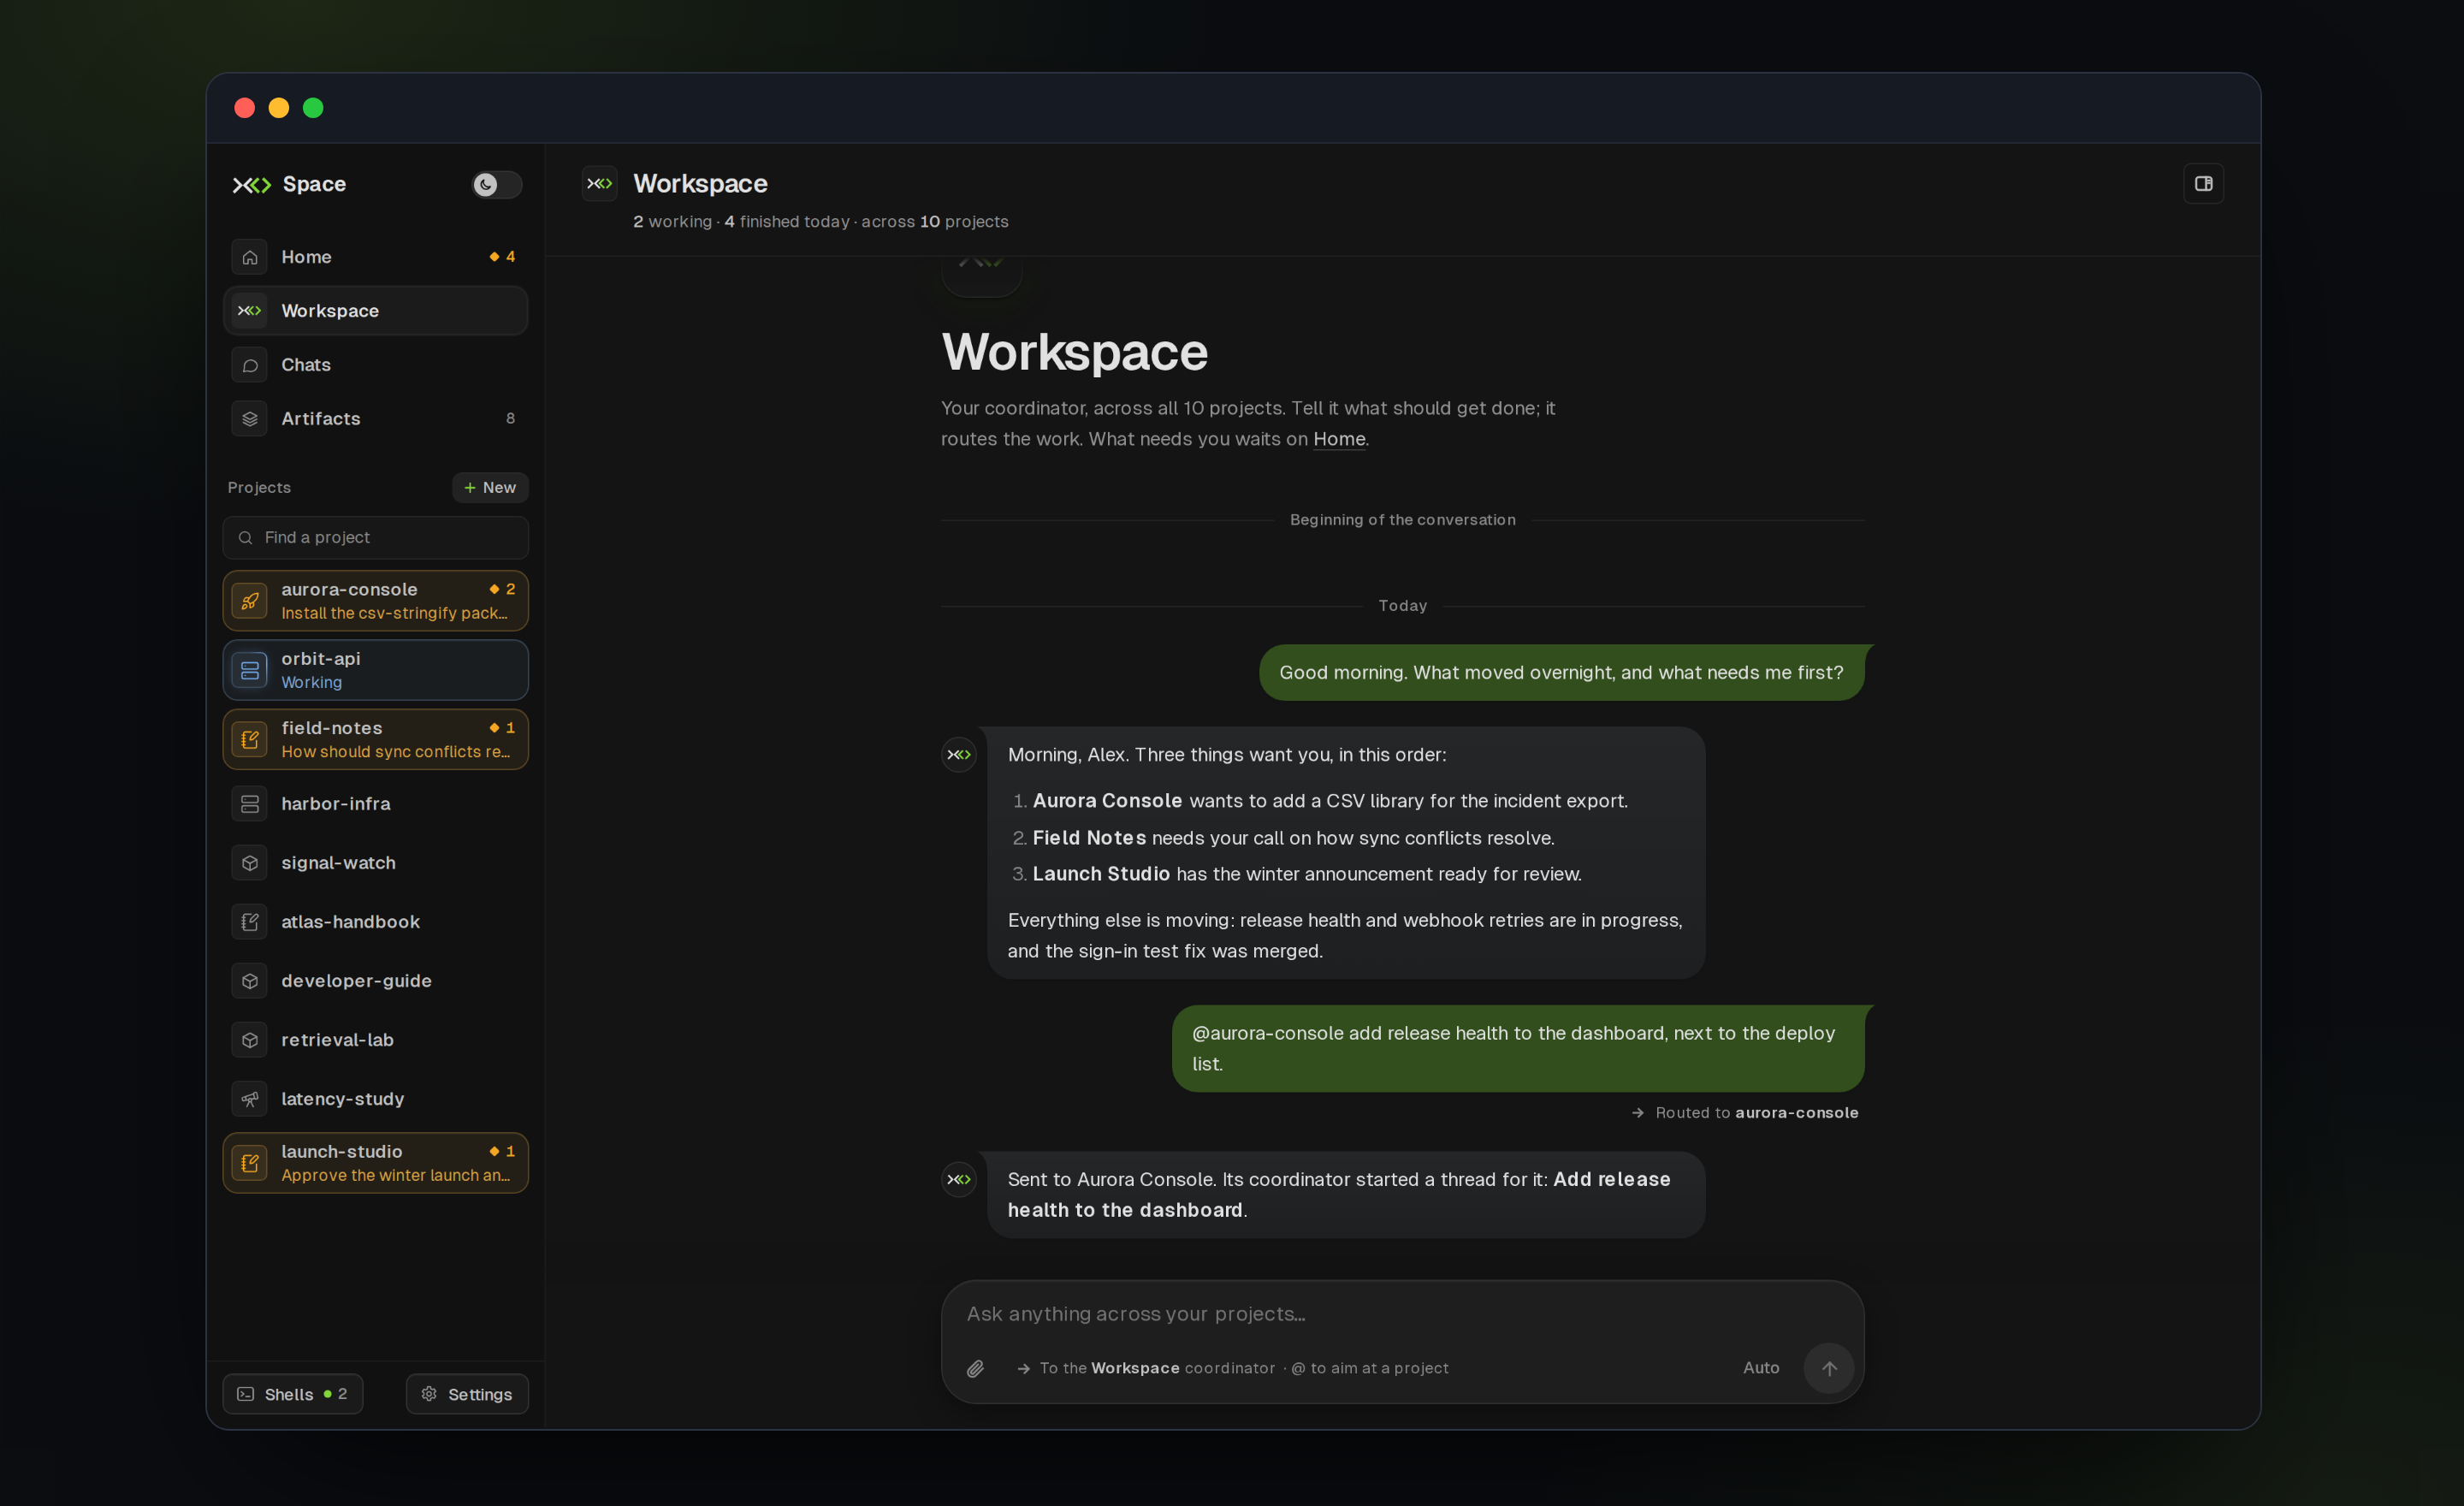 Space
Home
4
Workspace
Chats
Artifacts
8
Projects
+ New
Find a project
aurora-console
2
Install the csv-stringify pack…
orbit-api
Working
field-notes
1
How should sync conflicts re…
harbor-infra
signal-watch
atlas-handbook
developer-guide
retrieval-lab
latency-study
launch-studio
1
Approve the winter launch an…
Shells
2
Settings
Workspace
2 working · 4 finished today · across 10 projects
Workspace
Your coordinator, across all 10 projects. Tell it what should get done; it
routes the work. What needs you waits on Home.
Beginning of the conversation
Today
Good morning. What moved overnight, and what needs me first?
Morning, Alex. Three things want you, in this order:
1. Aurora Console wants to add a CSV library for the incident export.
2. Field Notes needs your call on how sync conflicts resolve.
3. Launch Studio has the winter announcement ready for review.
Everything else is moving: release health and webhook retries are in progress,
and the sign-in test fix was merged.
@aurora-console add release health to the dashboard, next to the deploy
list.
→ Routed to aurora-console
Sent to Aurora Console. Its coordinator started a thread for it: Add release
health to the dashboard.
Ask anything across your projects…
→ To the Workspace coordinator · @ to aim at a project
Auto